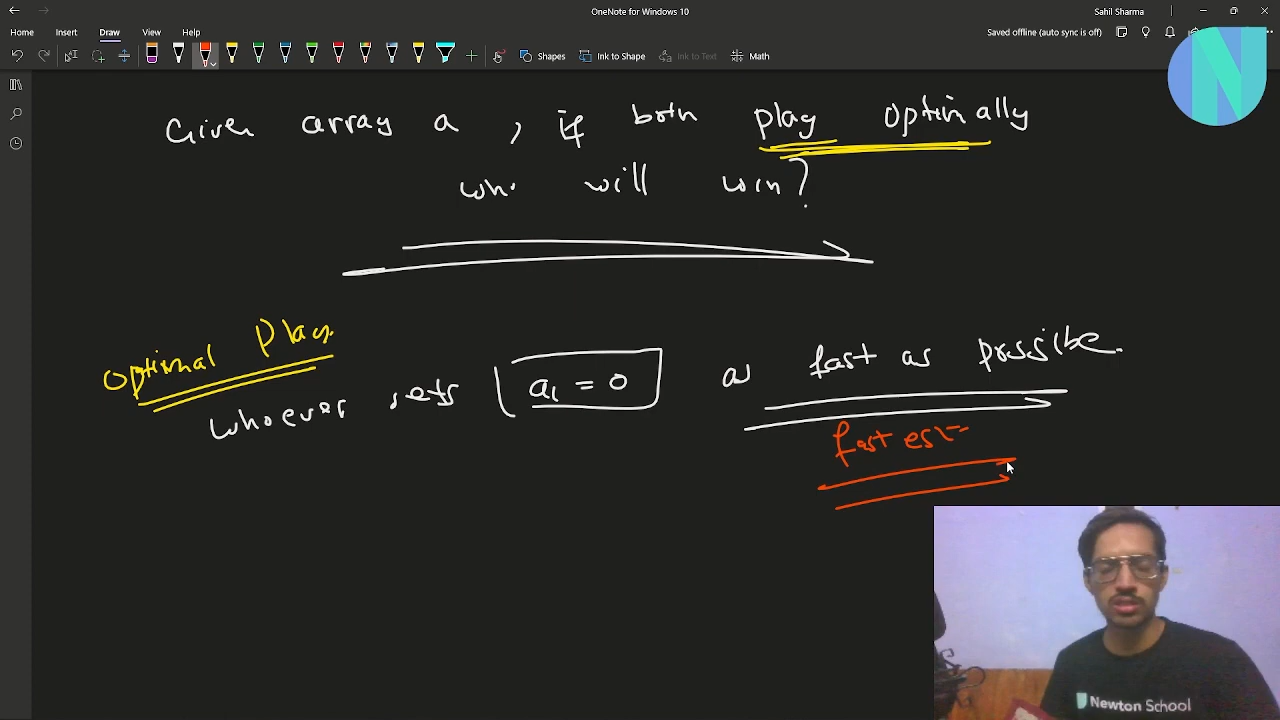 OneNote for Windows 10
Sahil Sharma
Home Insert Draw View Help
Saved offline (auto sync is off)
Shapes Ink to Shape Ink to Text Math
Given array a , if both play optimally
who will win?
Optimal Play.
whoever sets a1 = 0 as fast as possible.
fastest
Newton School